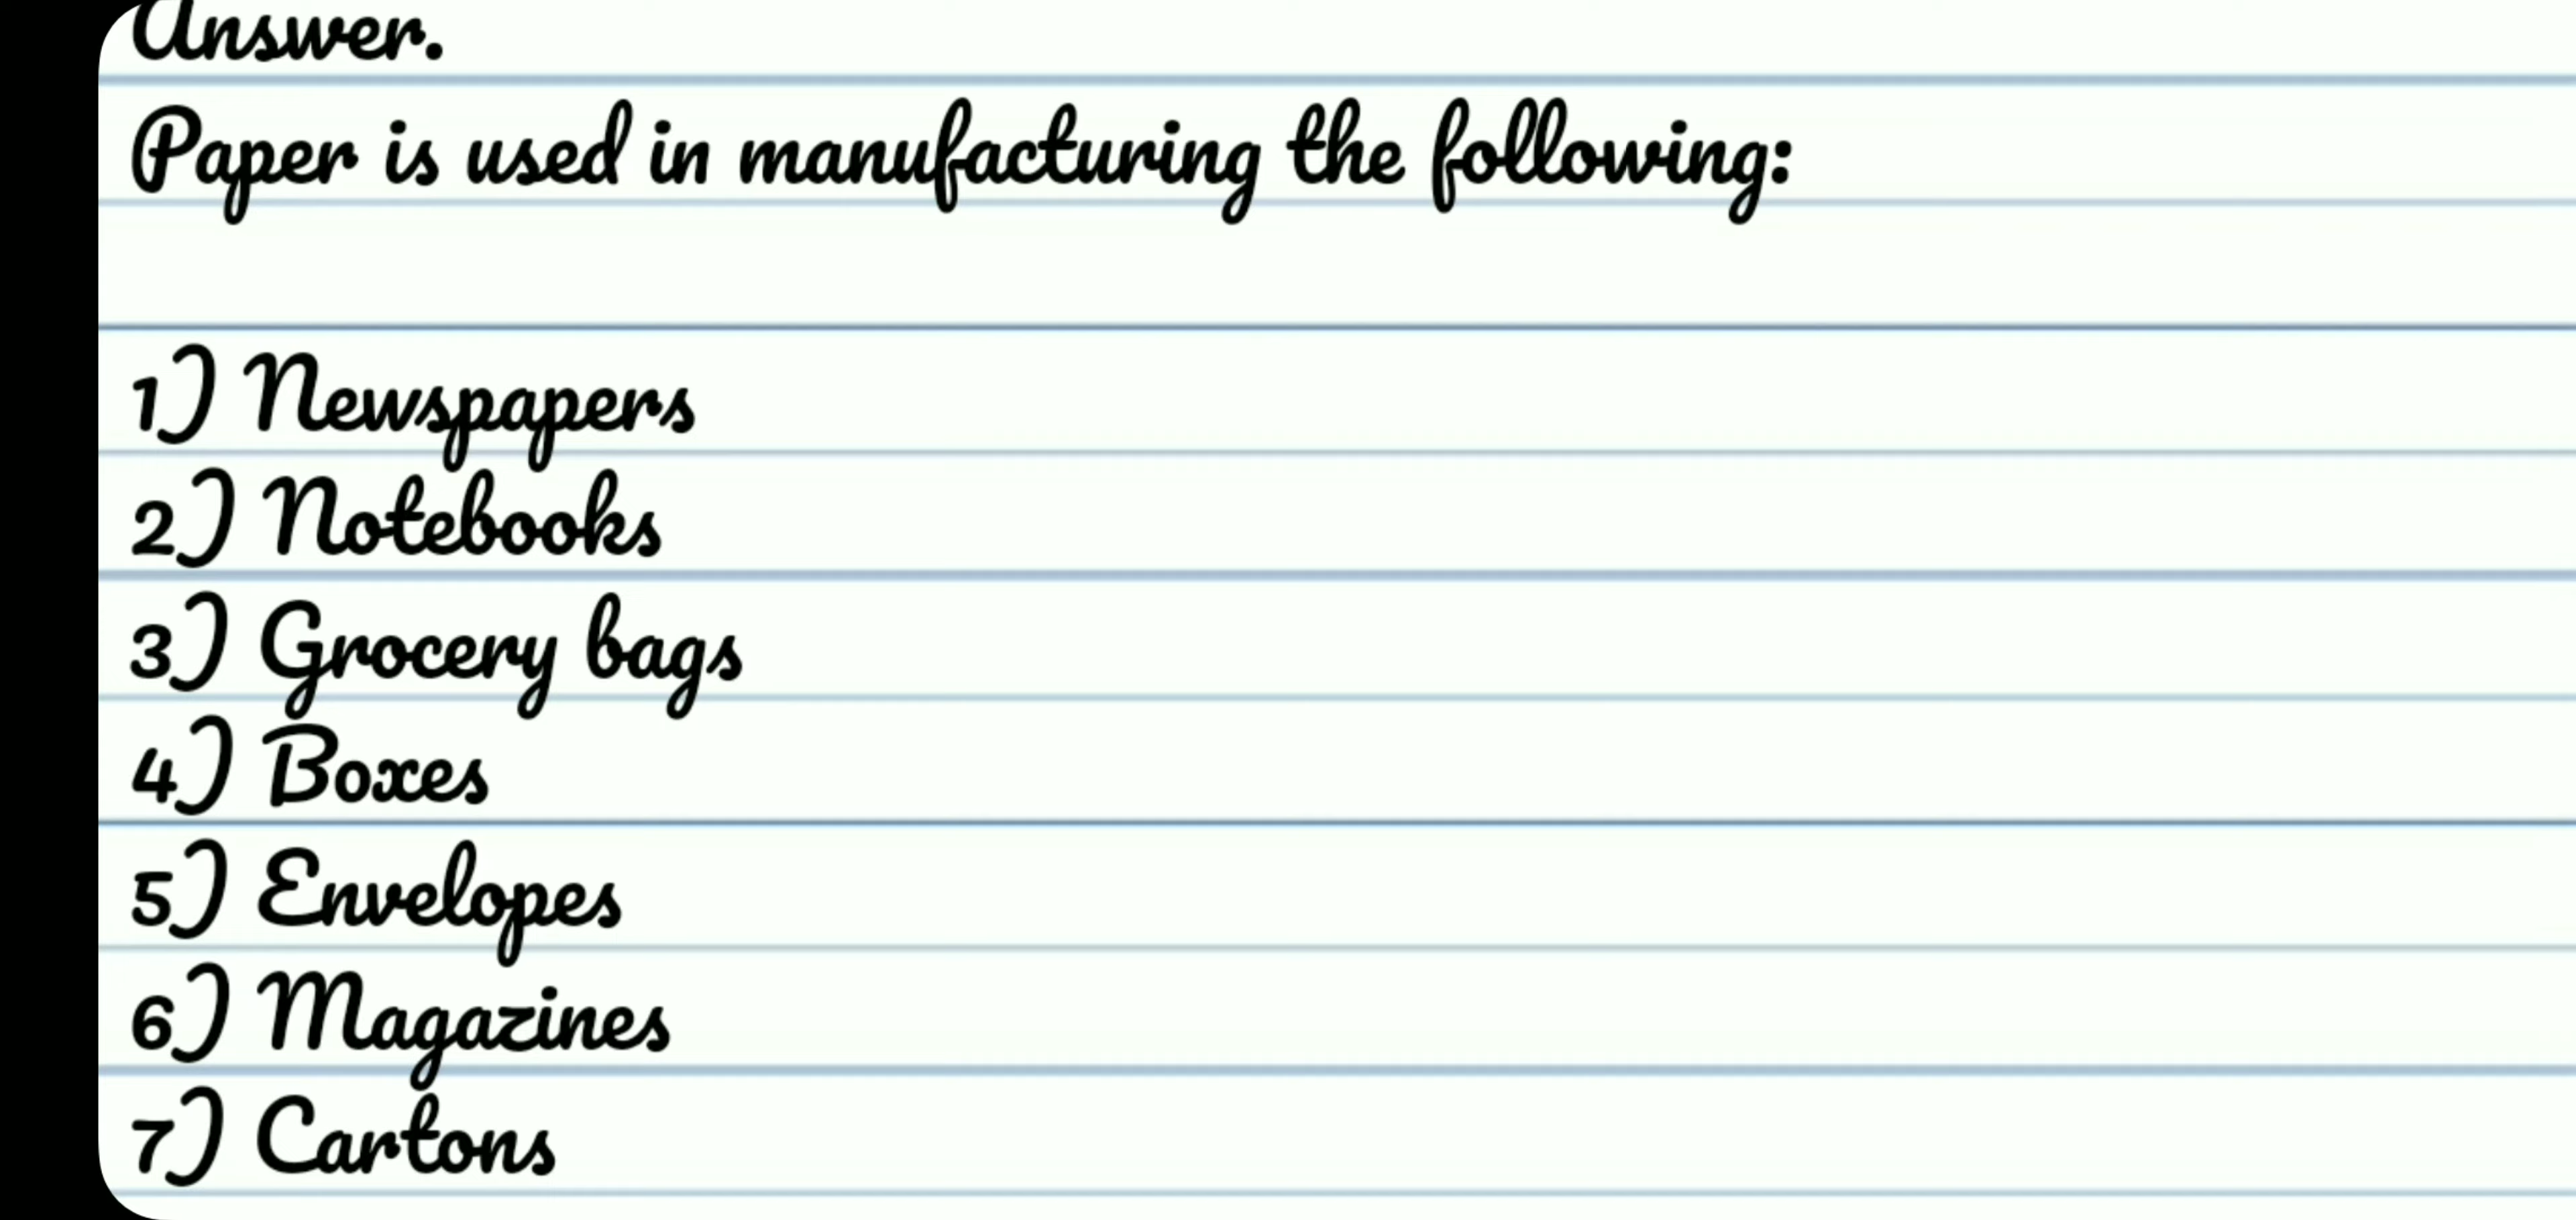 Answer.
Paper is used in manufacturing the following:
1) Newspapers
2) Notebooks
3) Grocery bags
4) Boxes
5) Envelopes
6) Magazines
7) Cartons